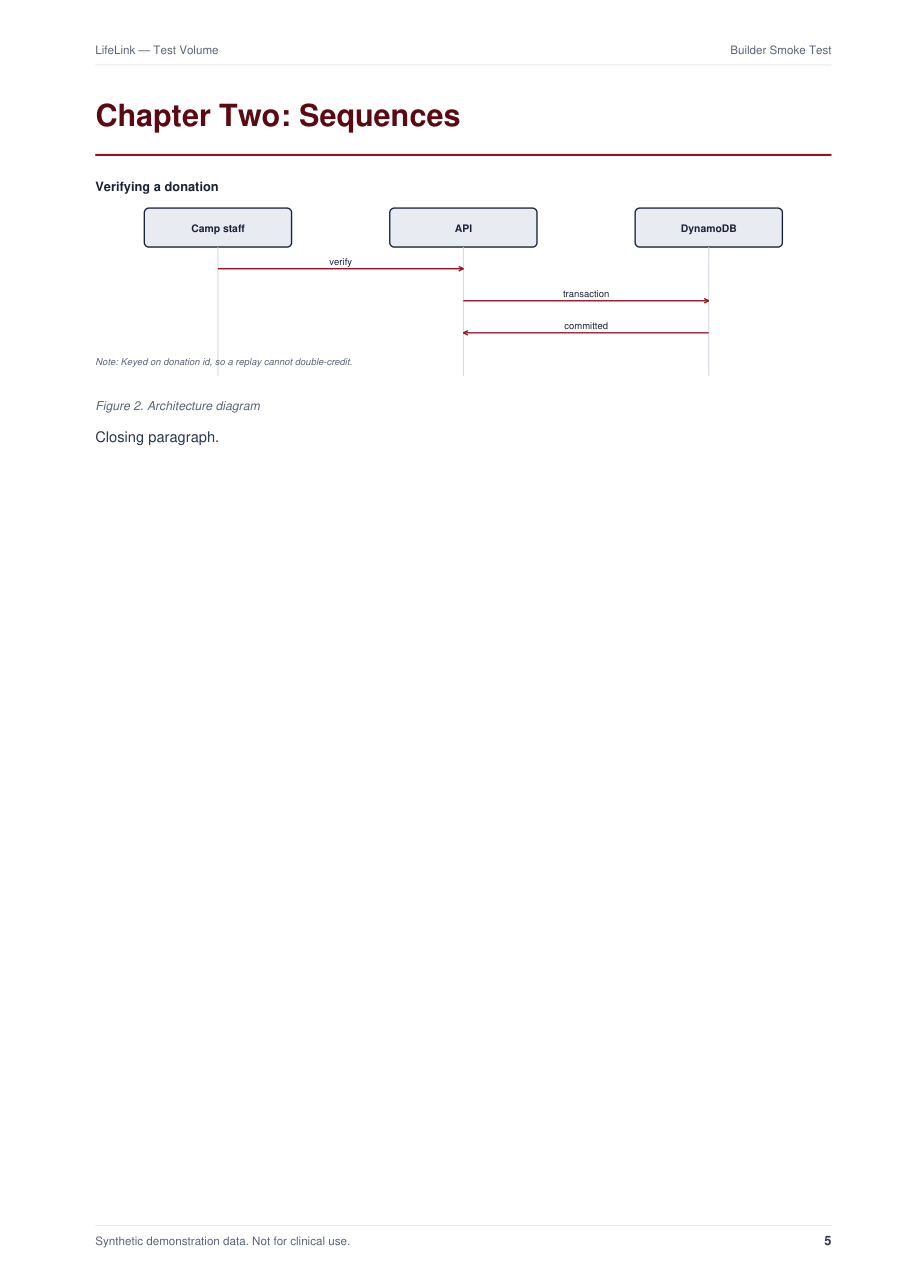 LifeLink — Test Volume
Builder Smoke Test
Chapter Two: Sequences
Verifying a donation
Camp staff
API
DynamoDB
verify
transaction
committed
Note: Keyed on donation id, so a replay cannot double-credit.
Figure 2. Architecture diagram
Closing paragraph.
Synthetic demonstration data. Not for clinical use.
5